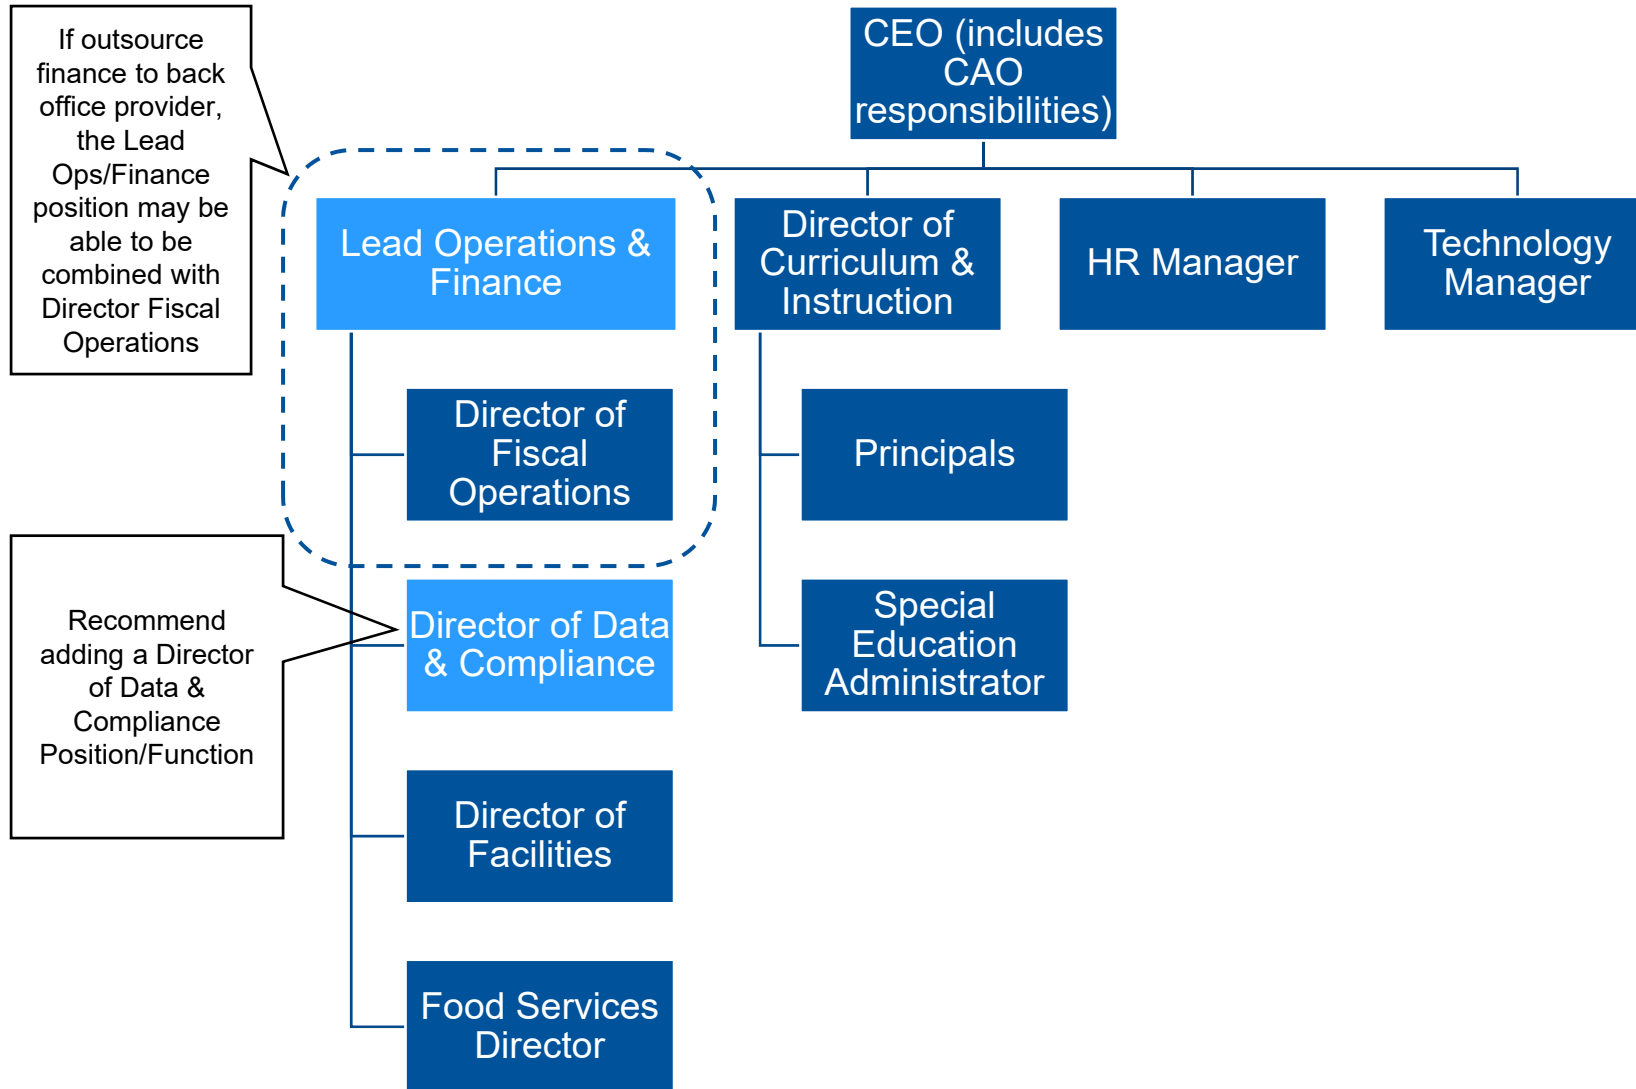 If outsource
finance to back
office provider,
the Lead
Ops/Finance
position may be
able to be
combined with
Director Fiscal
Operations
CEO (includes
CAO
responsibilities)
Lead Operations &
Finance
Director of
Curriculum &
Instruction
HR Manager
Technology
Manager
Director of
Fiscal
Operations
Principals
Recommend
adding a Director
of Data &
Compliance
Position/Function
Director of Data
& Compliance
Special
Education
Administrator
Director of
Facilities
Food Services
Director